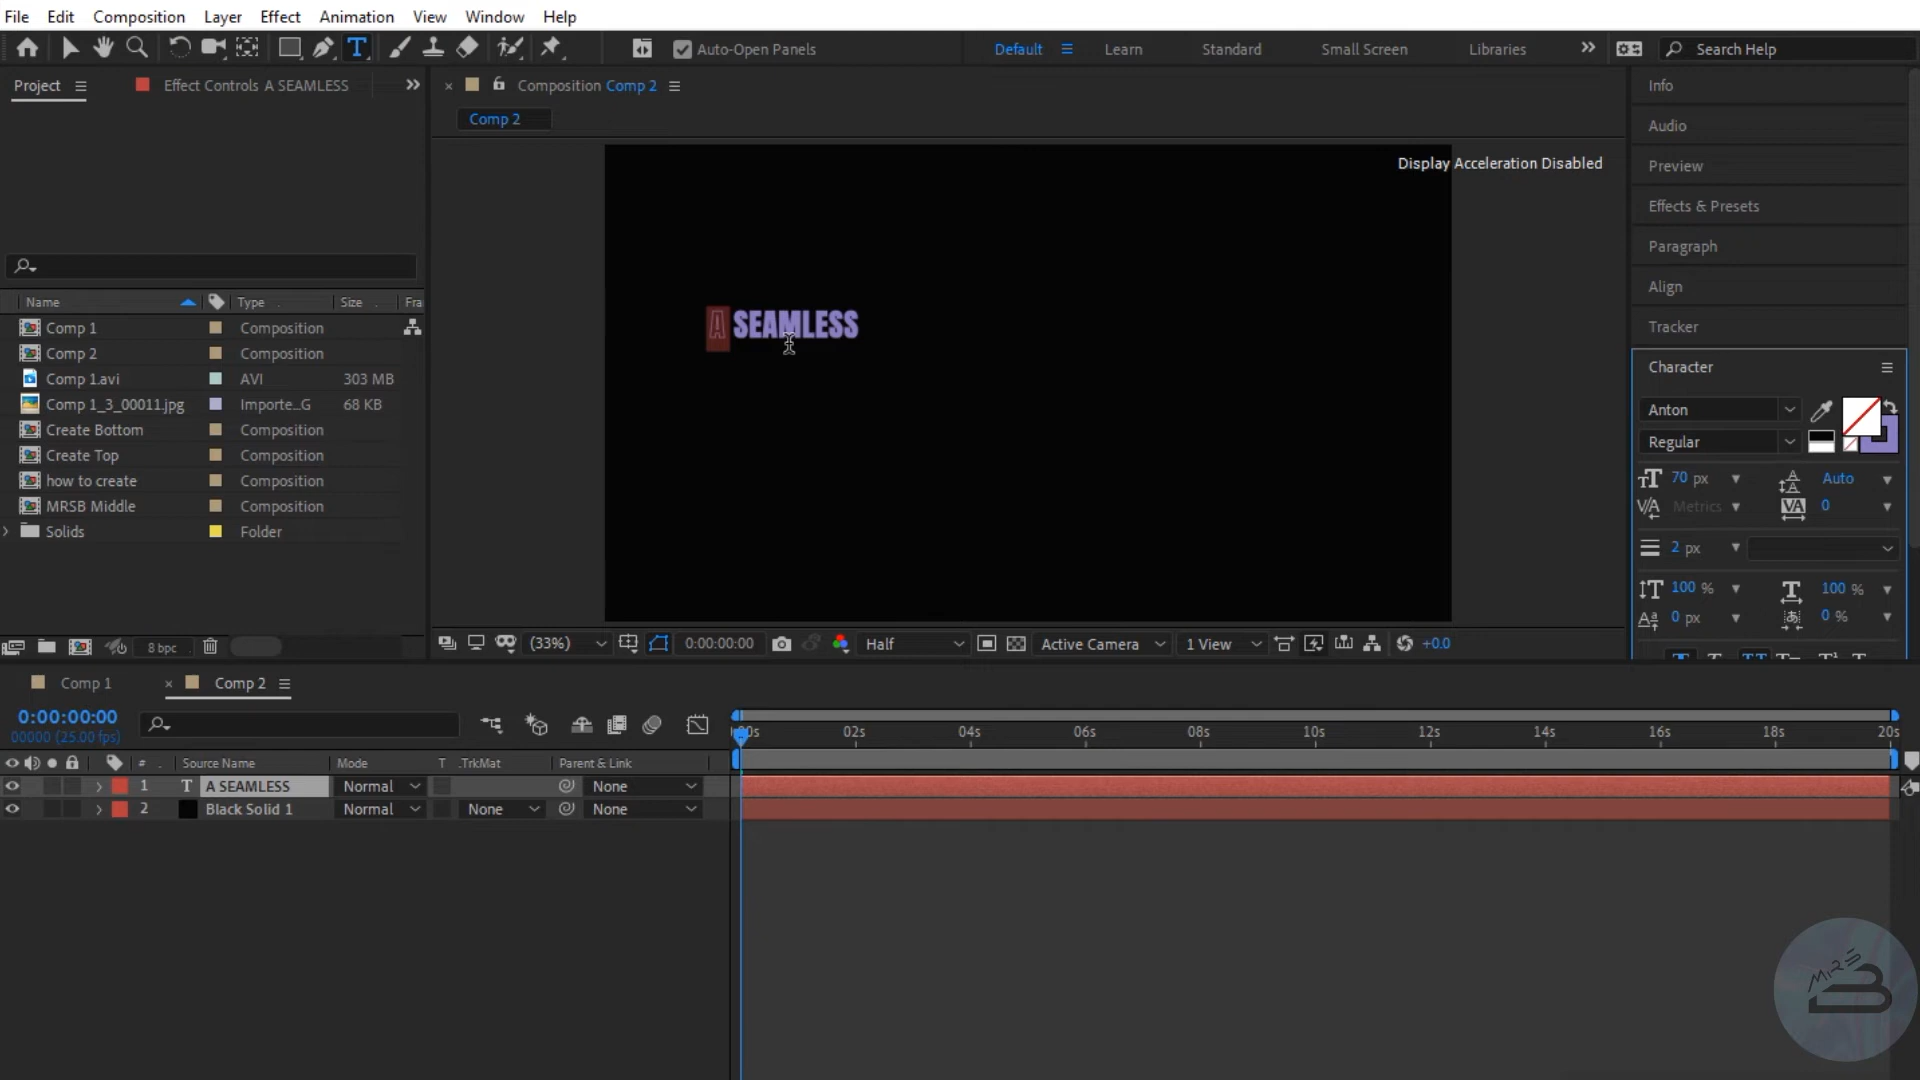 File Edit Composition Layer Effect Animation View Window Help
Auto-Open Panels Default Learn Standard Small Screen Libraries Search Help
Project Effect Controls A SEAMLESS
Composition Comp 2
Comp 2
Display Acceleration Disabled
A SEAMLESS
Name Type Size Fra
Comp 1 Composition
Comp 2 Composition
Comp 1.avi AVI 303 MB
Comp 1_3_00011.jpg Importe...G 68 KB
Create Bottom Composition
Create Top Composition
how to create Composition
MRSB Middle Composition
Solids Folder
8 bpc
(33%) 0:00:00:00 Half Active Camera 1 View +0.0
Info
Audio
Preview
Effects & Presets
Paragraph
Align
Tracker
Character
Anton
Regular
70 px Auto
Metrics 0
2 px
100 % 100 %
0 px 0 %
Comp 1 Comp 2
0:00:00:00
00000 (25.00 fps)
02s 04s 06s 08s 10s 12s 14s 16s 18s 20s
# Source Name Mode T .TrkMat Parent & Link
1 T A SEAMLESS Normal None
2 Black Solid 1 Normal None None